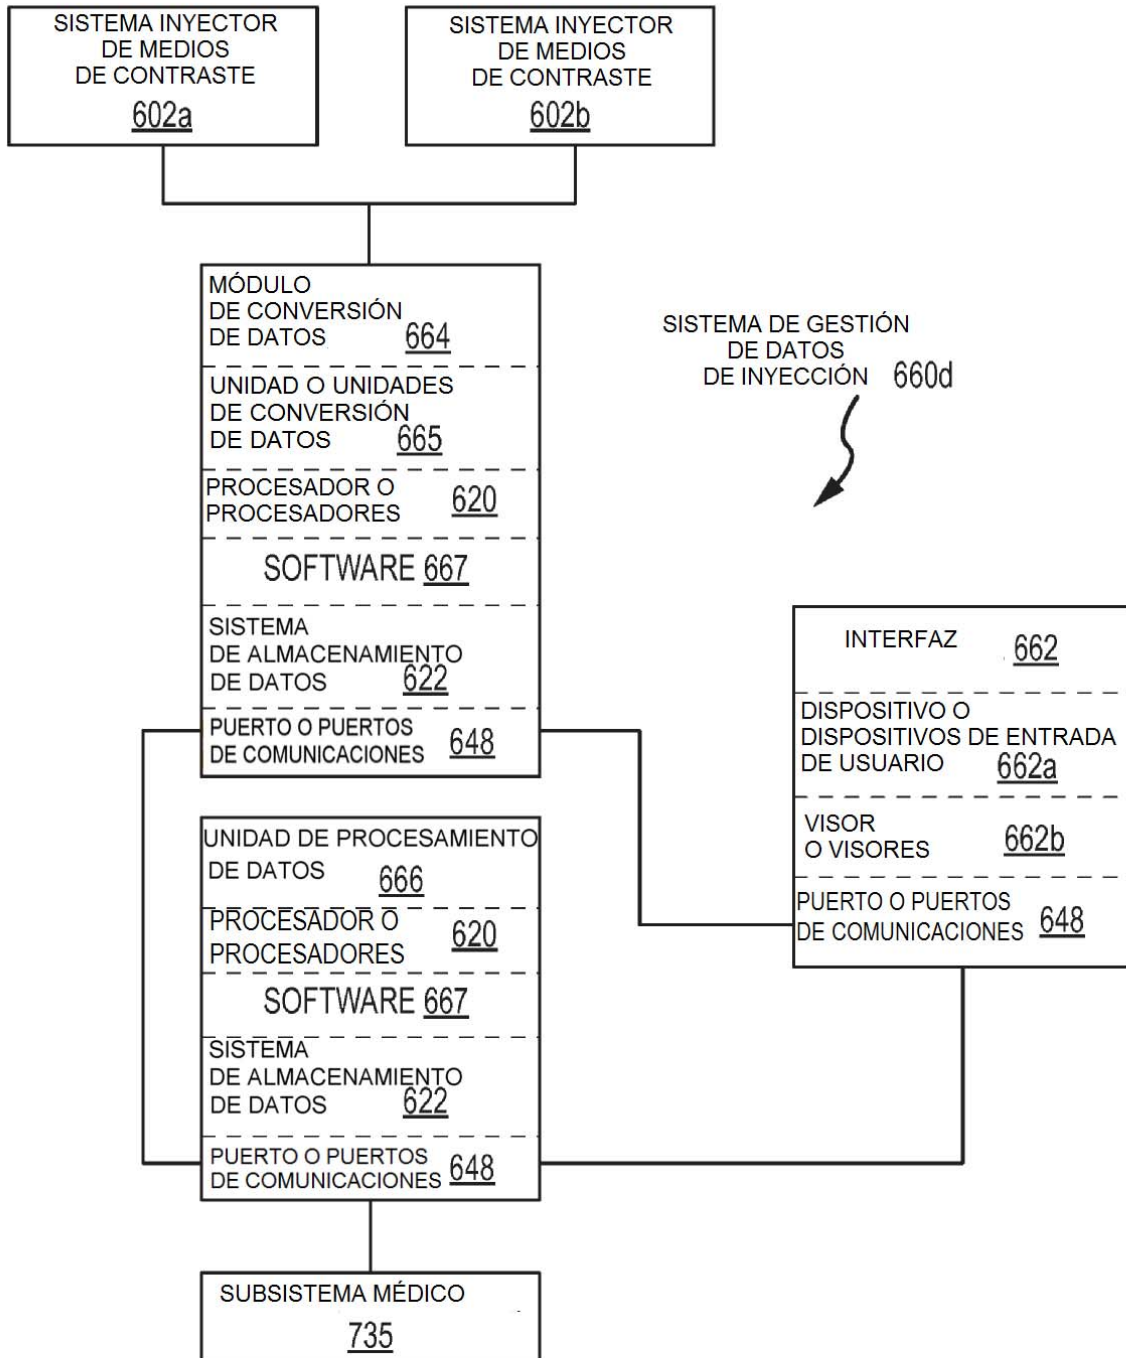 SISTEMA INYECTOR
DE MEDIOS
DE CONTRASTE
602a
SISTEMA INYECTOR
DE MEDIOS
DE CONTRASTE
602b
MÓDULO
DE CONVERSIÓN
DE DATOS 664
UNIDAD O UNIDADES
DE CONVERSIÓN
DE DATOS 665
PROCESADOR O
PROCESADORES 620
SOFTWARE 667
SISTEMA
DE ALMACENAMIENTO
DE DATOS 622
PUERTO O PUERTOS
DE COMUNICACIONES 648
SISTEMA DE GESTIÓN
DE DATOS
DE INYECCIÓN 660d
INTERFAZ 662
DISPOSITIVO O
DISPOSITIVOS DE ENTRADA
DE USUARIO 662a
VISOR
O VISORES 662b
PUERTO O PUERTOS
DE COMUNICACIONES 648
UNIDAD DE PROCESAMIENTO
DE DATOS 666
PROCESADOR O
PROCESADORES 620
SOFTWARE 667
SISTEMA
DE ALMACENAMIENTO
DE DATOS 622
PUERTO O PUERTOS
DE COMUNICACIONES 648
SUBSISTEMA MÉDICO
735